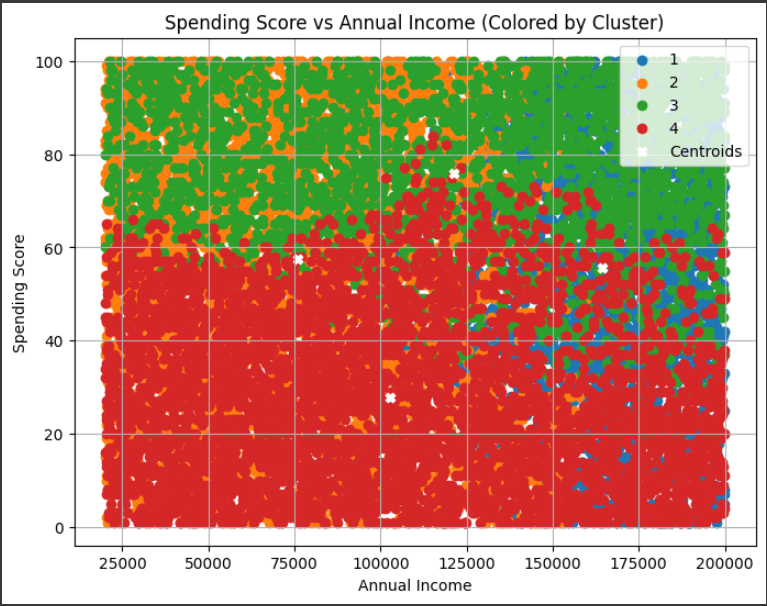 Spending Score vs Annual Income (Colored by Cluster)
1
2
3
4
Centroids
100
80
60
40
20
0
Spending Score
25000 50000 75000 100000 125000 150000 175000 200000
Annual Income